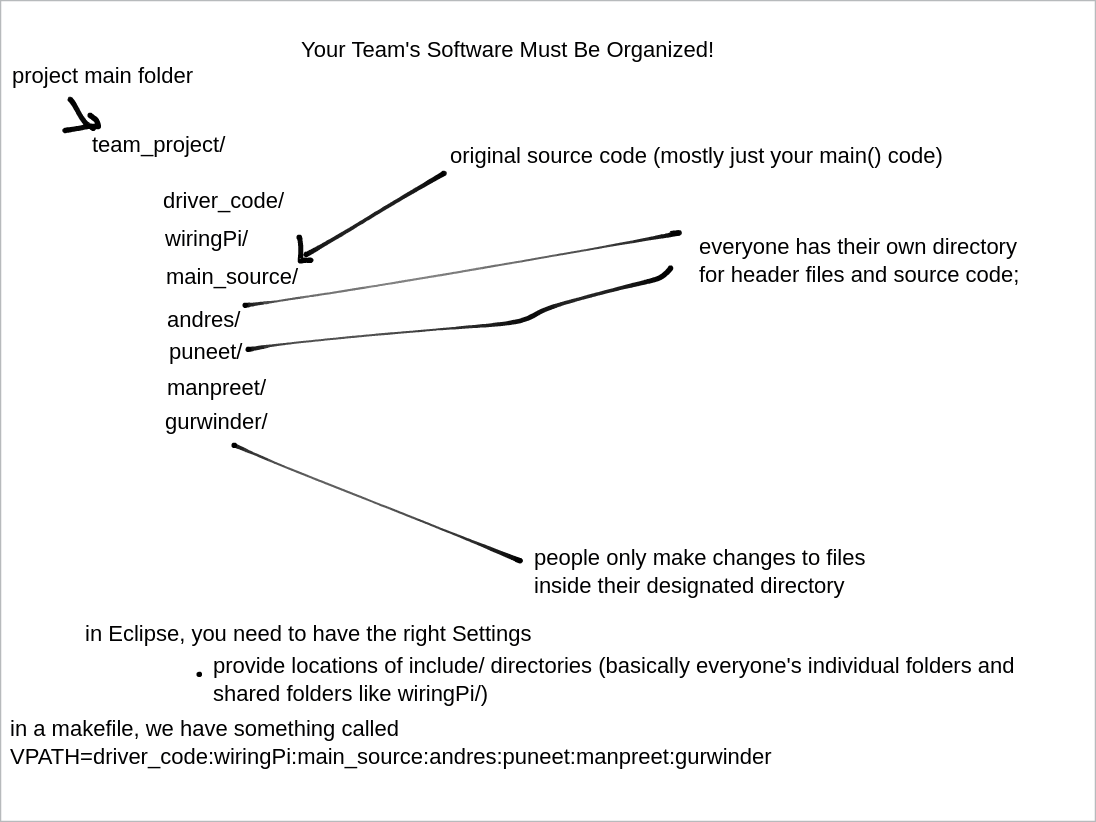 Your Team's Software Must Be Organized!
project main folder
team_project/
original source code (mostly just your main() code)
driver_code/
wiringPi/
main_source/
everyone has their own directory
for header files and source code;
andres/
puneet/
manpreet/
gurwinder/
people only make changes to files
inside their designated directory
in Eclipse, you need to have the right Settings
• provide locations of include/ directories (basically everyone's individual folders and
shared folders like wiringPi/)
in a makefile, we have something called
VPATH=driver_code:wiringPi:main_source:andres:puneet:manpreet:gurwinder